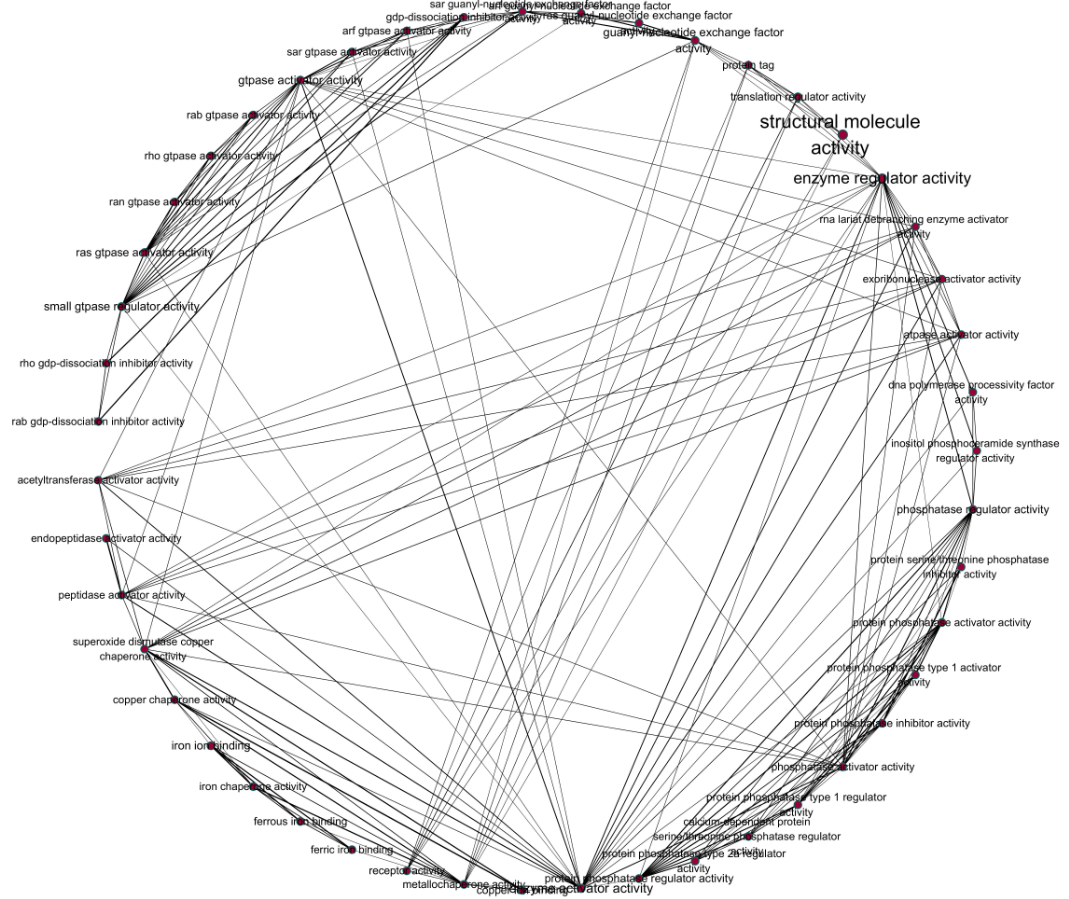 sar guanyl-nucleotide exchange factor
activity
arf guanyl-nucleotide exchange factor
activity
ras guanyl-nucleotide exchange factor
activity
gdp-dissociation inhibitor activity
guanyl-nucleotide exchange factor
activity
arf gtpase activator activity
sar gtpase activator activity
protein tag
gtpase activator activity
translation regulator activity
rab gtpase activator activity
structural molecule
activity
rho gtpase activator activity
enzyme regulator activity
ran gtpase activator activity
rna lariat debranching enzyme activator
activity
ras gtpase activator activity
exoribonuclease activator activity
small gtpase regulator activity
atpase activator activity
rho gdp-dissociation inhibitor activity
dna polymerase processivity factor
activity
rab gdp-dissociation inhibitor activity
inositol phosphoceramide synthase
regulator activity
acetyltransferase activator activity
phosphatase regulator activity
endopeptidase activator activity
protein serine/threonine phosphatase
inhibitor activity
peptidase activator activity
protein phosphatase activator activity
superoxide dismutase copper
chaperone activity
protein phosphatase type 1 activator
activity
copper chaperone activity
protein phosphatase inhibitor activity
iron ion binding
phosphatase activator activity
iron chaperone activity
protein phosphatase type 1 regulator
activity
ferrous iron binding
calcium-dependent protein
serine/threonine phosphatase regulator
activity
ferric iron binding
protein phosphatase type 2a regulator
activity
receptor activity
protein phosphatase regulator activity
metallochaperone activity
copper ion binding
enzyme activator activity